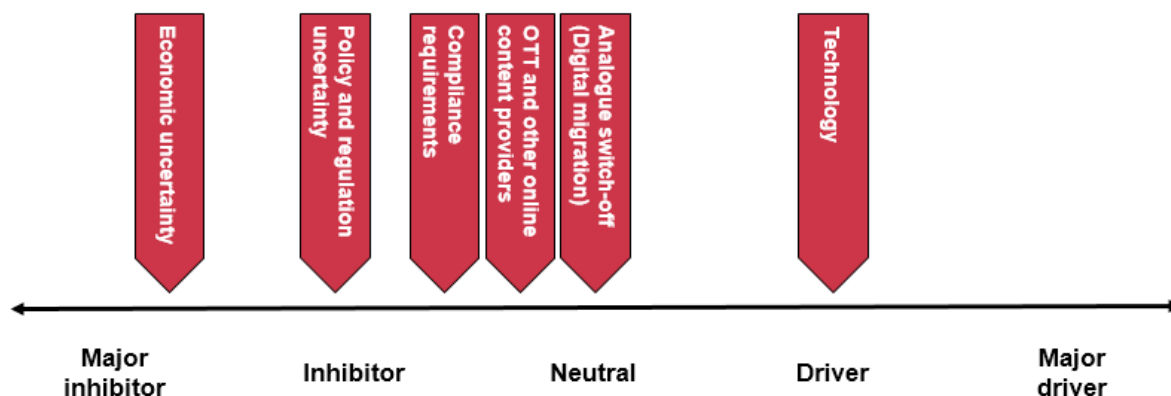 Economic uncertainty
Policy and regulation
uncertainty
Compliance
requirements
OTT and other online
content providers
Analogue switch-off
(Digital migration)
Technology
Major
inhibitor
Inhibitor
Neutral
Driver
Major
driver